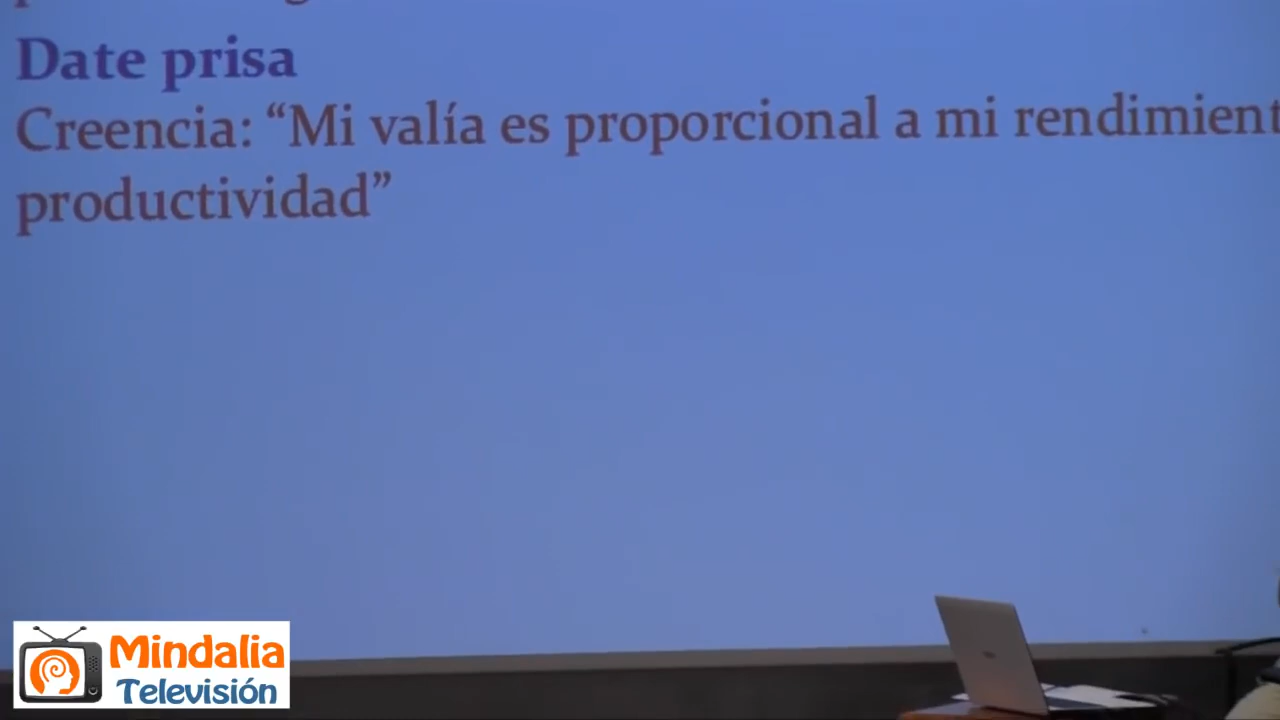 Date prisa
Creencia: “Mi valía es proporcional a mi rendimient
productividad”
Mindalia
Televisión